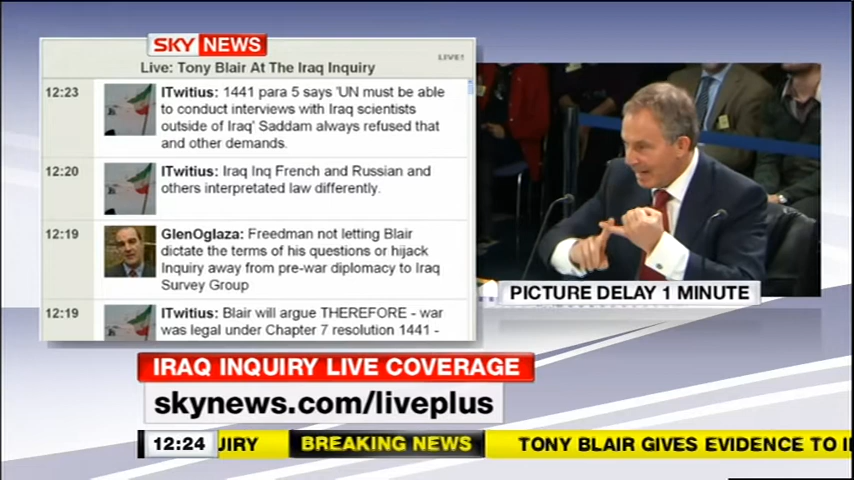 SKY NEWS
LIVE!
Live: Tony Blair At The Iraq Inquiry
12:23
ITwitius: 1441 para 5 says 'UN must be able
to conduct interviews with Iraq scientists
outside of Iraq' Saddam always refused that
and other demands.
12:20
ITwitius: Iraq Inq French and Russian and
others interpretated law differently.
12:19
GlenOglaza: Freedman not letting Blair
dictate the terms of his questions or hijack
Inquiry away from pre-war diplomacy to Iraq
Survey Group
12:19
ITwitius: Blair will argue THEREFORE - war
was legal under Chapter 7 resolution 1441 -
PICTURE DELAY 1 MINUTE
IRAQ INQUIRY LIVE COVERAGE
skynews.com/liveplus
12:24 UIRY BREAKING NEWS TONY BLAIR GIVES EVIDENCE TO